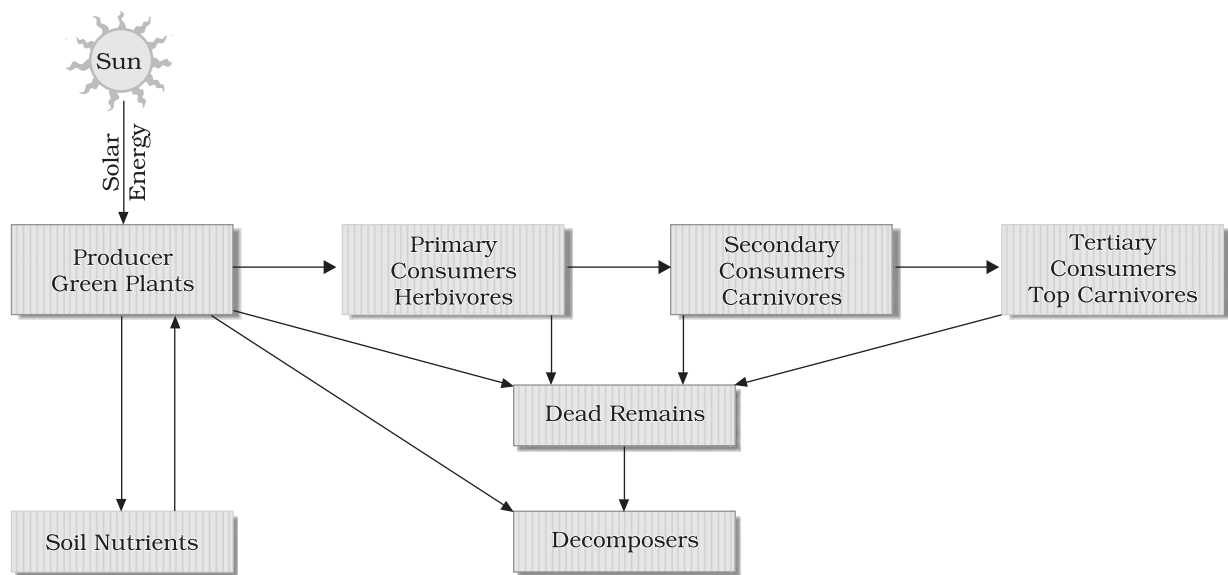 Sun
Solar
Energy
Producer
Green Plants
Primary
Consumers
Herbivores
Secondary
Consumers
Carnivores
Tertiary
Consumers
Top Carnivores
Dead Remains
Soil Nutrients
Decomposers